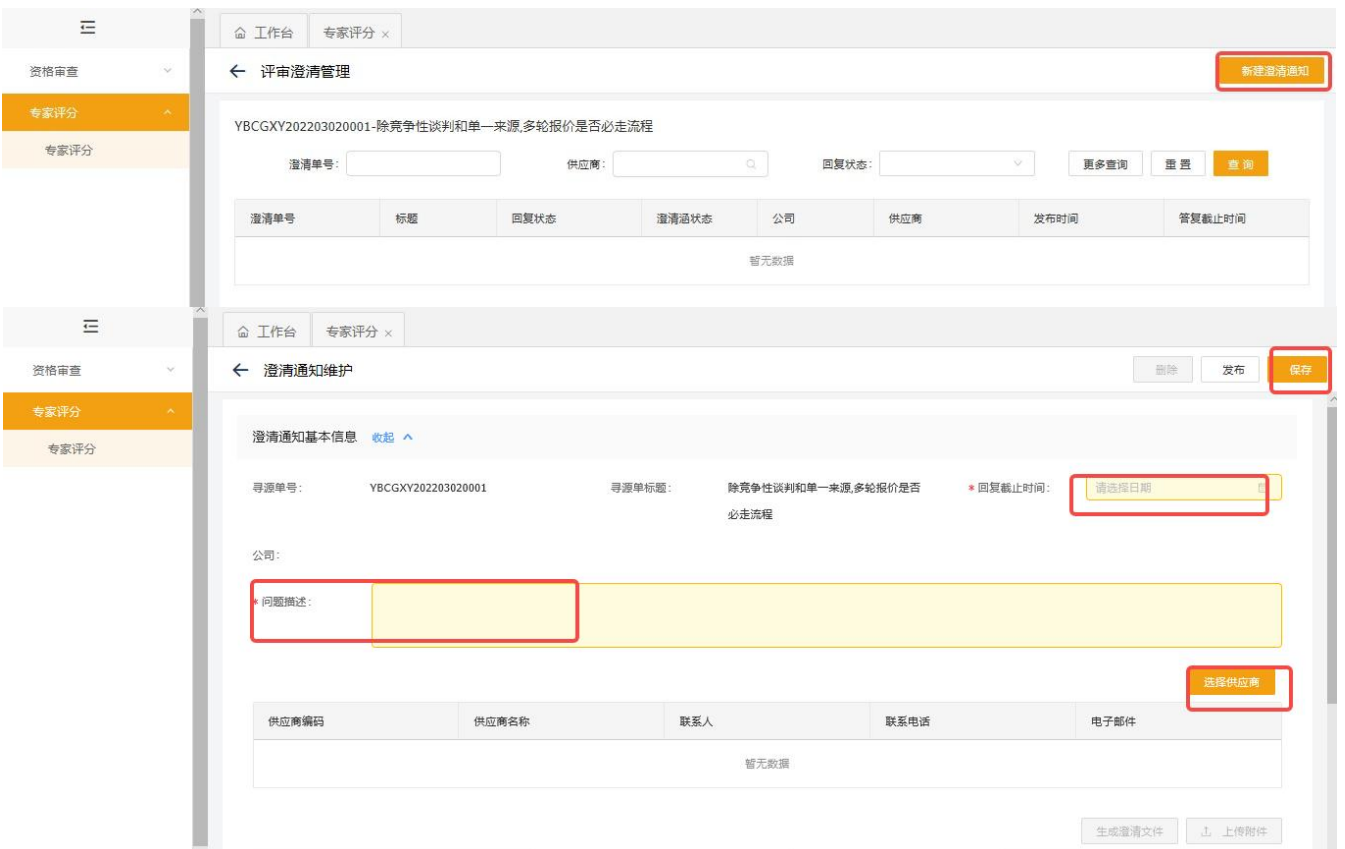 工作台 专家评分 ×
资格审查
评审澄清管理 新建澄清通知
专家评分
专家评分
YBCGXY202203020001-除竞争性谈判和单一来源,多轮报价是否必走流程
澄清单号: 供应商: 回复状态: 更多查询 重置 查询
澄清单号 标题 回复状态 澄清函状态 公司 供应商 发布时间 答复截止时间
暂无数据
工作台 专家评分 ×
资格审查
澄清通知维护 删除 发布 保存
专家评分
专家评分
澄清通知基本信息 收起
寻源单号: YBCGXY202203020001 寻源单标题: 除竞争性谈判和单一来源,多轮报价是否 * 回复截止时间: 请选择日期
必走流程
公司:
* 问题描述:
选择供应商
供应商编码 供应商名称 联系人 联系电话 电子邮件
暂无数据
生成澄清文件 上传附件